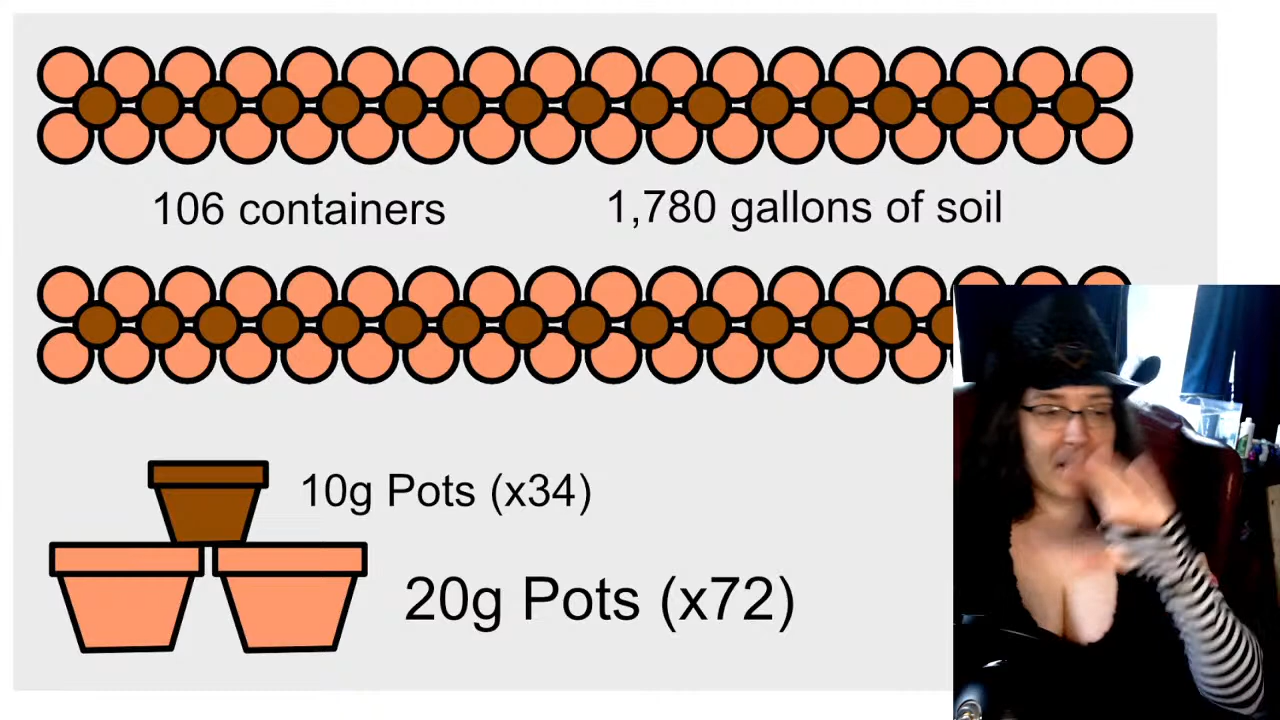 106 containers
1,780 gallons of soil
10g Pots (x34)
20g Pots (x72)